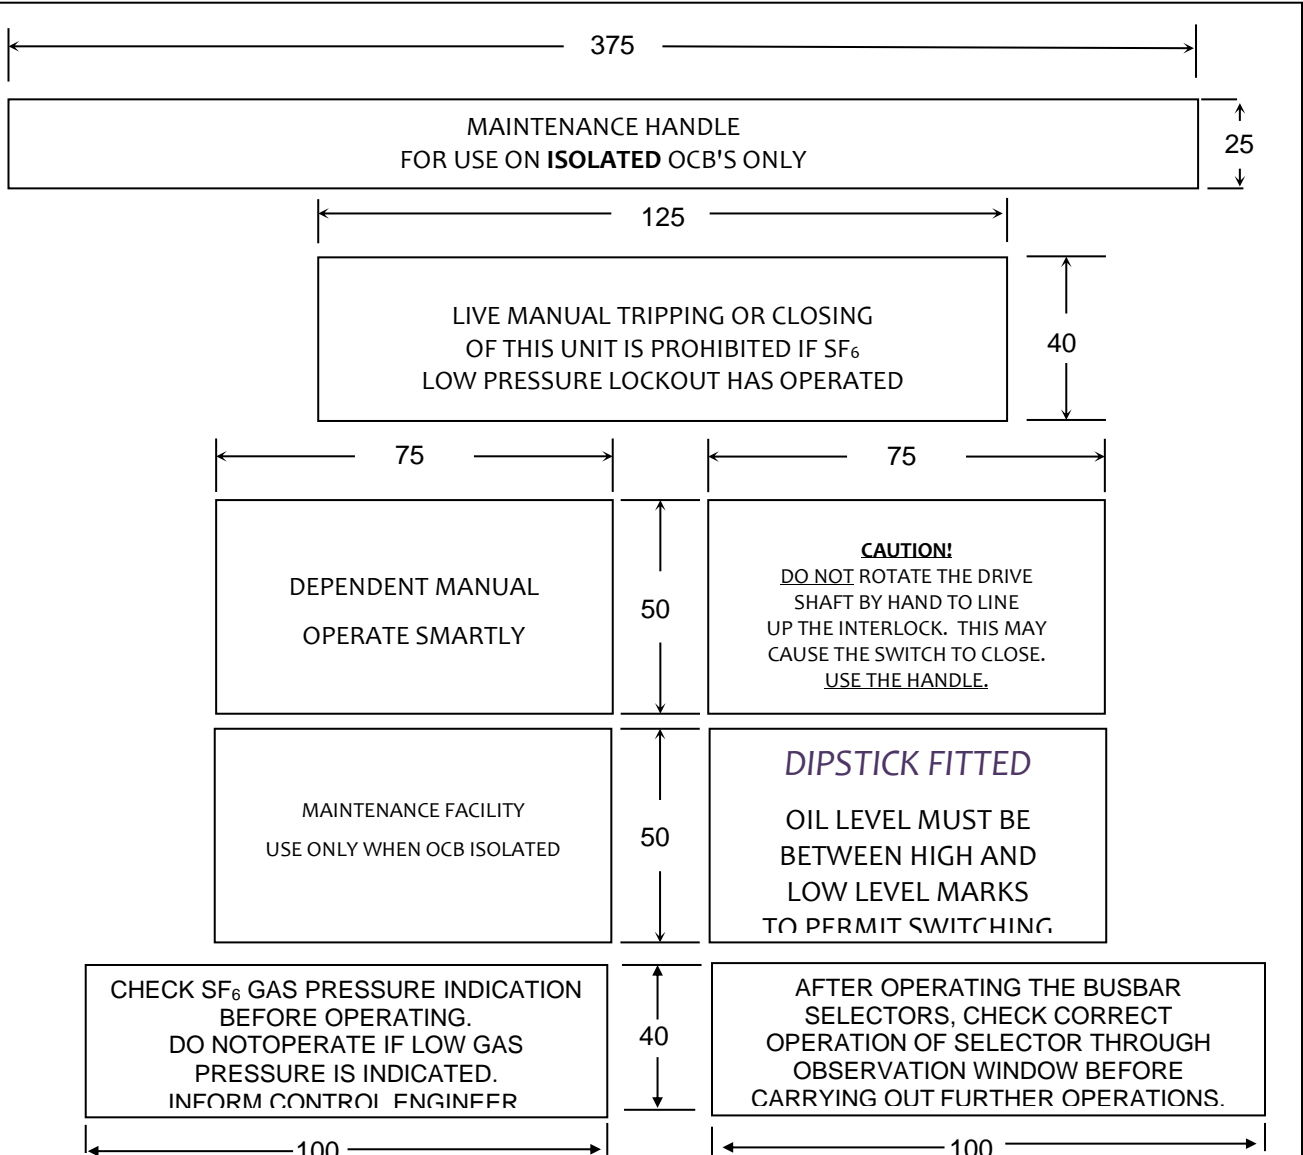 375
MAINTENANCE HANDLE
FOR USE ON ISOLATED OCB'S ONLY
25
125
LIVE MANUAL TRIPPING OR CLOSING
OF THIS UNIT IS PROHIBITED IF SF₆
LOW PRESSURE LOCKOUT HAS OPERATED
40
75
75
DEPENDENT MANUAL
OPERATE SMARTLY
50
CAUTION!
DO NOT ROTATE THE DRIVE
SHAFT BY HAND TO LINE
UP THE INTERLOCK. THIS MAY
CAUSE THE SWITCH TO CLOSE.
USE THE HANDLE.
MAINTENANCE FACILITY
USE ONLY WHEN OCB ISOLATED
50
DIPSTICK FITTED
OIL LEVEL MUST BE
BETWEEN HIGH AND
LOW LEVEL MARKS
TO PERMIT SWITCHING
CHECK SF₆ GAS PRESSURE INDICATION
BEFORE OPERATING.
DO NOTOPERATE IF LOW GAS
PRESSURE IS INDICATED.
INFORM CONTROL ENGINEER
40
AFTER OPERATING THE BUSBAR
SELECTORS, CHECK CORRECT
OPERATION OF SELECTOR THROUGH
OBSERVATION WINDOW BEFORE
CARRYING OUT FURTHER OPERATIONS.
100
100